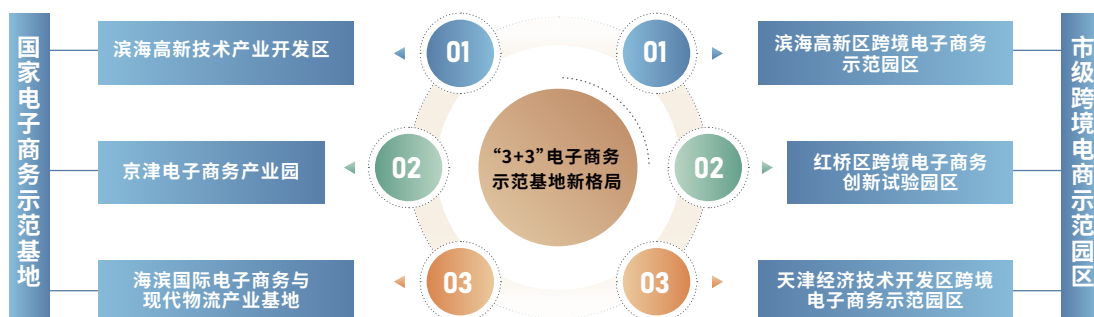 国家电子商务示范基地
滨海高新技术产业开发区
01
京津电子商务产业园
02
海滨国际电子商务与
现代物流产业基地
03
“3+3”电子商务
示范基地新格局
01
滨海高新区跨境电子商务
示范园区
02
红桥区跨境电子商务
创新试验园区
03
天津经济技术开发区跨境
电子商务示范园区
市级跨境电商示范园区